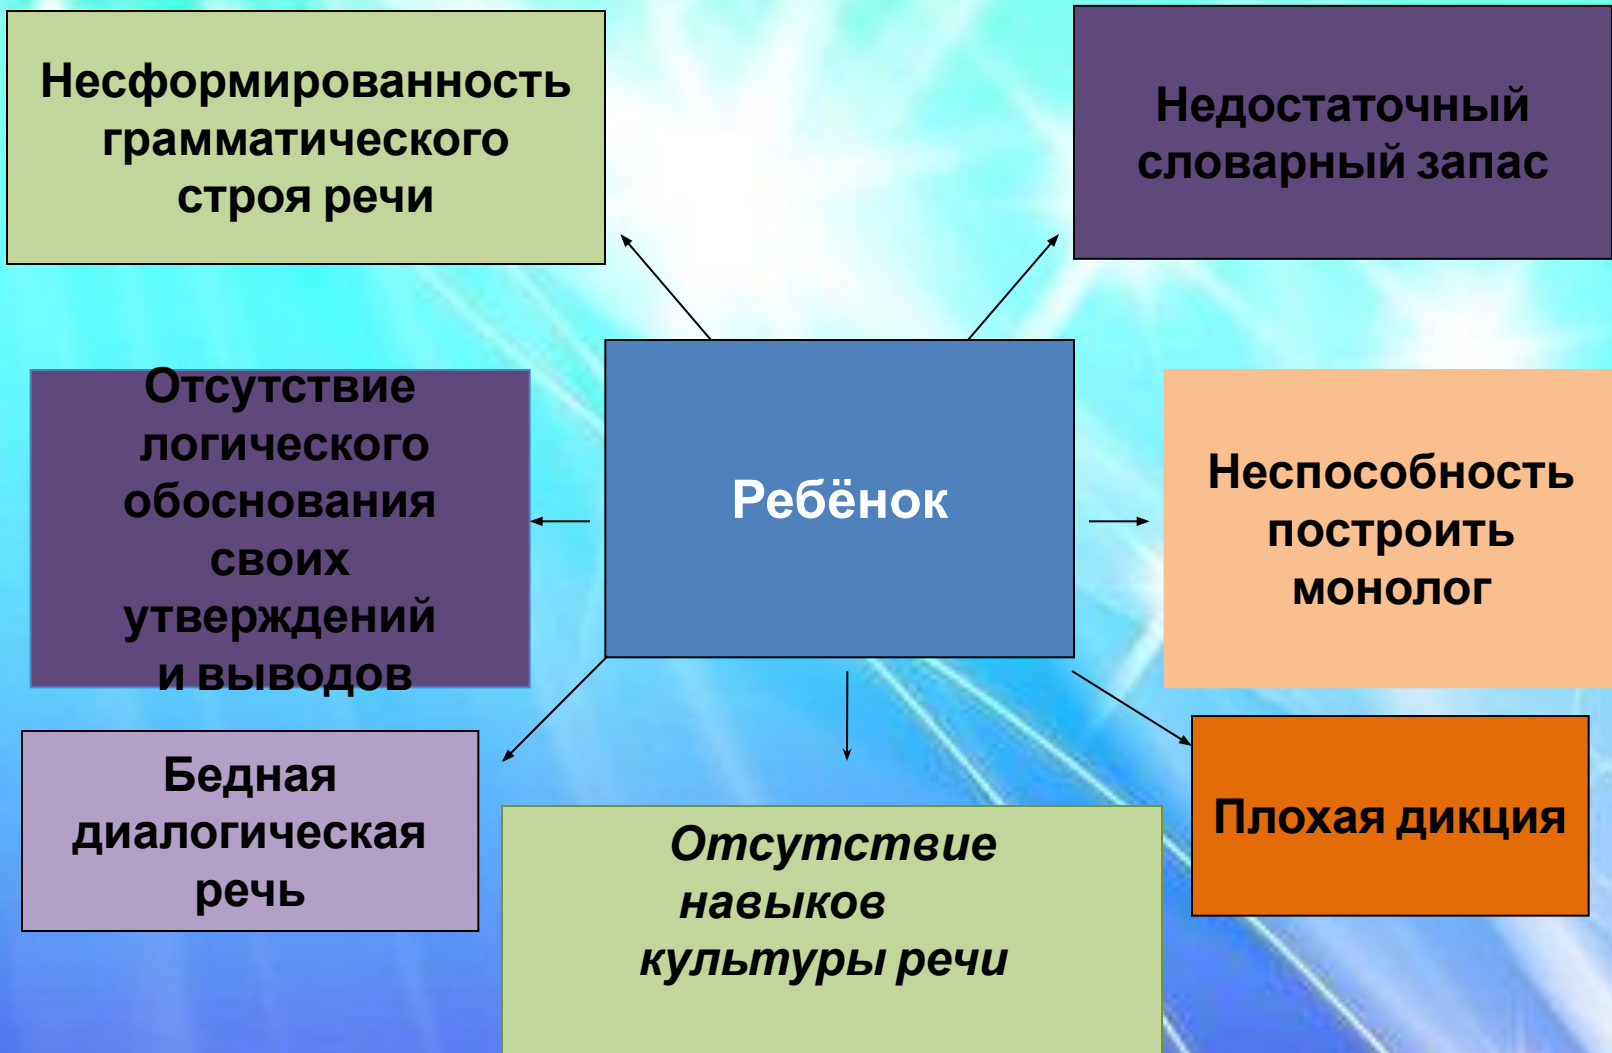 Несформированность
грамматического
строя речи
Недостаточный
словарный запас
Отсутствие
логического
обоснования
своих
утверждений
и выводов
Ребёнок
Неспособность
построить
монолог
Бедная
диалогическая
речь
Отсутствие
навыков
культуры речи
Плохая дикция